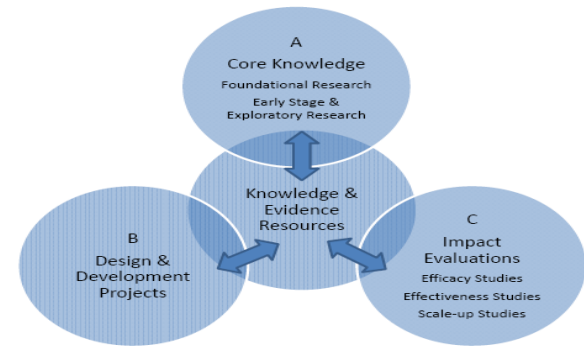 A
Core Knowledge
Foundational Research
Early Stage &
Exploratory Research
Knowledge &
Evidence
Resources
B
Design &
Development
Projects
C
Impact
Evaluations
Efficacy Studies
Effectiveness Studies
Scale-up Studies